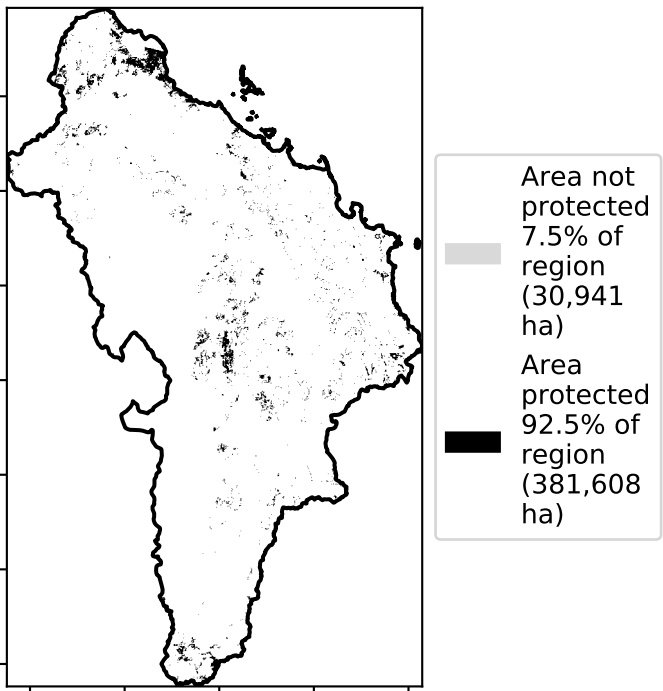 Area not
protected
7.5% of
region
(30,941
ha)
Area
protected
92.5% of
region
(381,608
ha)